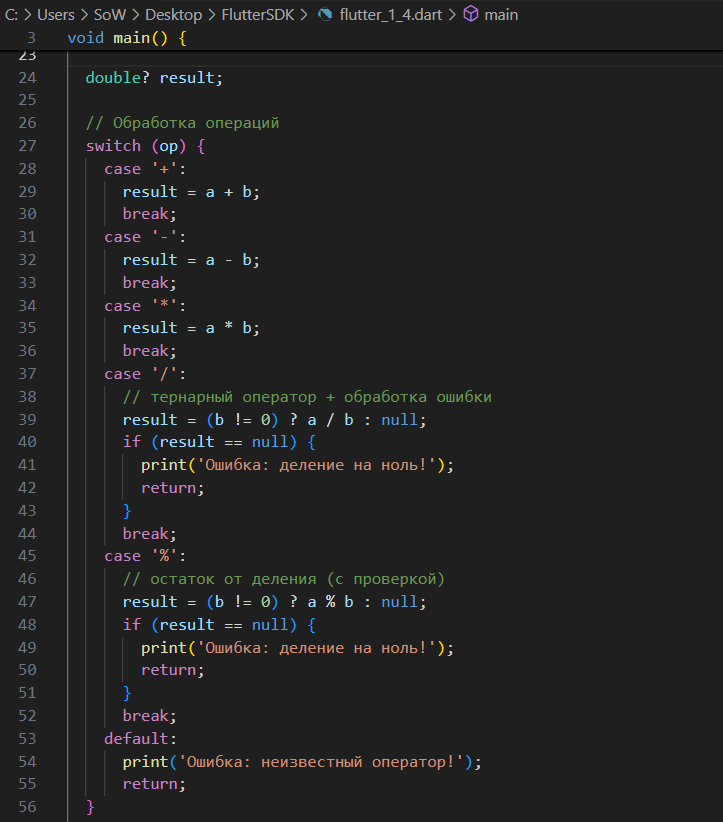 C: > Users > SoW > Desktop > FlutterSDK > flutter_1_4.dart > main
3 void main() {
23
24 double? result;
25
26 // Обработка операций
27 switch (op) {
28 case '+':
29 result = a + b;
30 break;
31 case '-':
32 result = a - b;
33 break;
34 case '*':
35 result = a * b;
36 break;
37 case '/':
38 // тернарный оператор + обработка ошибки
39 result = (b != 0) ? a / b : null;
40 if (result == null) {
41 print('Ошибка: деление на ноль!');
42 return;
43 }
44 break;
45 case '%':
46 // остаток от деления (с проверкой)
47 result = (b != 0) ? a % b : null;
48 if (result == null) {
49 print('Ошибка: деление на ноль!');
50 return;
51 }
52 break;
53 default:
54 print('Ошибка: неизвестный оператор!');
55 return;
56 }